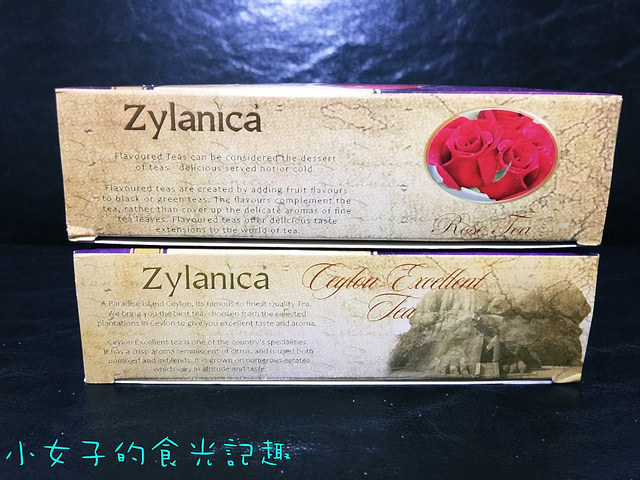 Zylanica
Flavoured Teas can be considered the dessert
of teas - delicious served hot or cold
Flavoured teas are created by adding fruit flavours
to black or green teas. The flavours complement the
tea, rather than cover up the delicate aromas of fine
tea leaves. Flavoured teas offer delicious taste
extensions to the world of tea.
Rose Tea
Zylanica
Ceylon Excellent
Tea
A Paradise island Ceylon, its famous to finest Quality Tea.
We bring you the best tea, choosen from the selected
plantations in Ceylon to give you excellent taste and aroma.
Ceylon Excellent tea is one of the country's specialities.
It has a crisp aroma reminiscent of citrus, and is used both
unmixed and in blends. It is grown on numerous estates
which vary in altitude and taste.
小女子的食光記趣